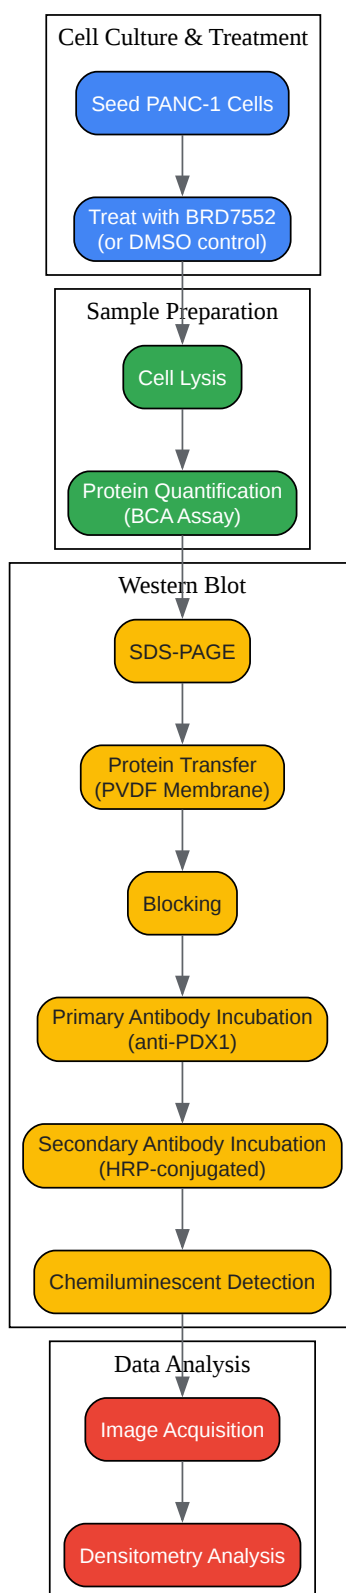 Cell Culture & Treatment
Seed PANC-1 Cells
Treat with BRD7552
(or DMSO control)
Sample Preparation
Cell Lysis
Protein Quantification
(BCA Assay)
Western Blot
SDS-PAGE
Protein Transfer
(PVDF Membrane)
Blocking
Primary Antibody Incubation
(anti-PDX1)
Secondary Antibody Incubation
(HRP-conjugated)
Chemiluminescent Detection
Data Analysis
Image Acquisition
Densitometry Analysis